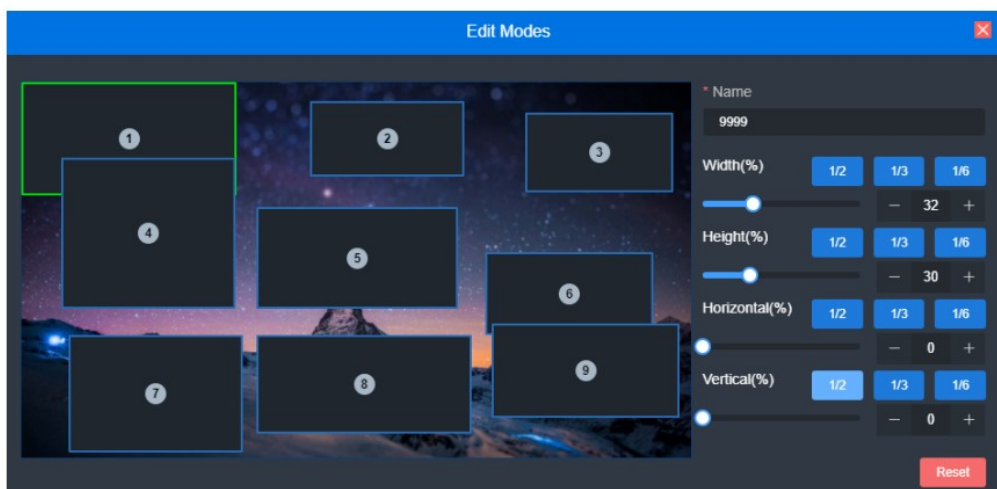 Edit Modes
1
2
3
4
5
6
7
8
9
* Name
9999
Width(%) 1/2 1/3 1/6
− 32 +
Height(%) 1/2 1/3 1/6
− 30 +
Horizontal(%) 1/2 1/3 1/6
− 0 +
Vertical(%) 1/2 1/3 1/6
− 0 +
Reset